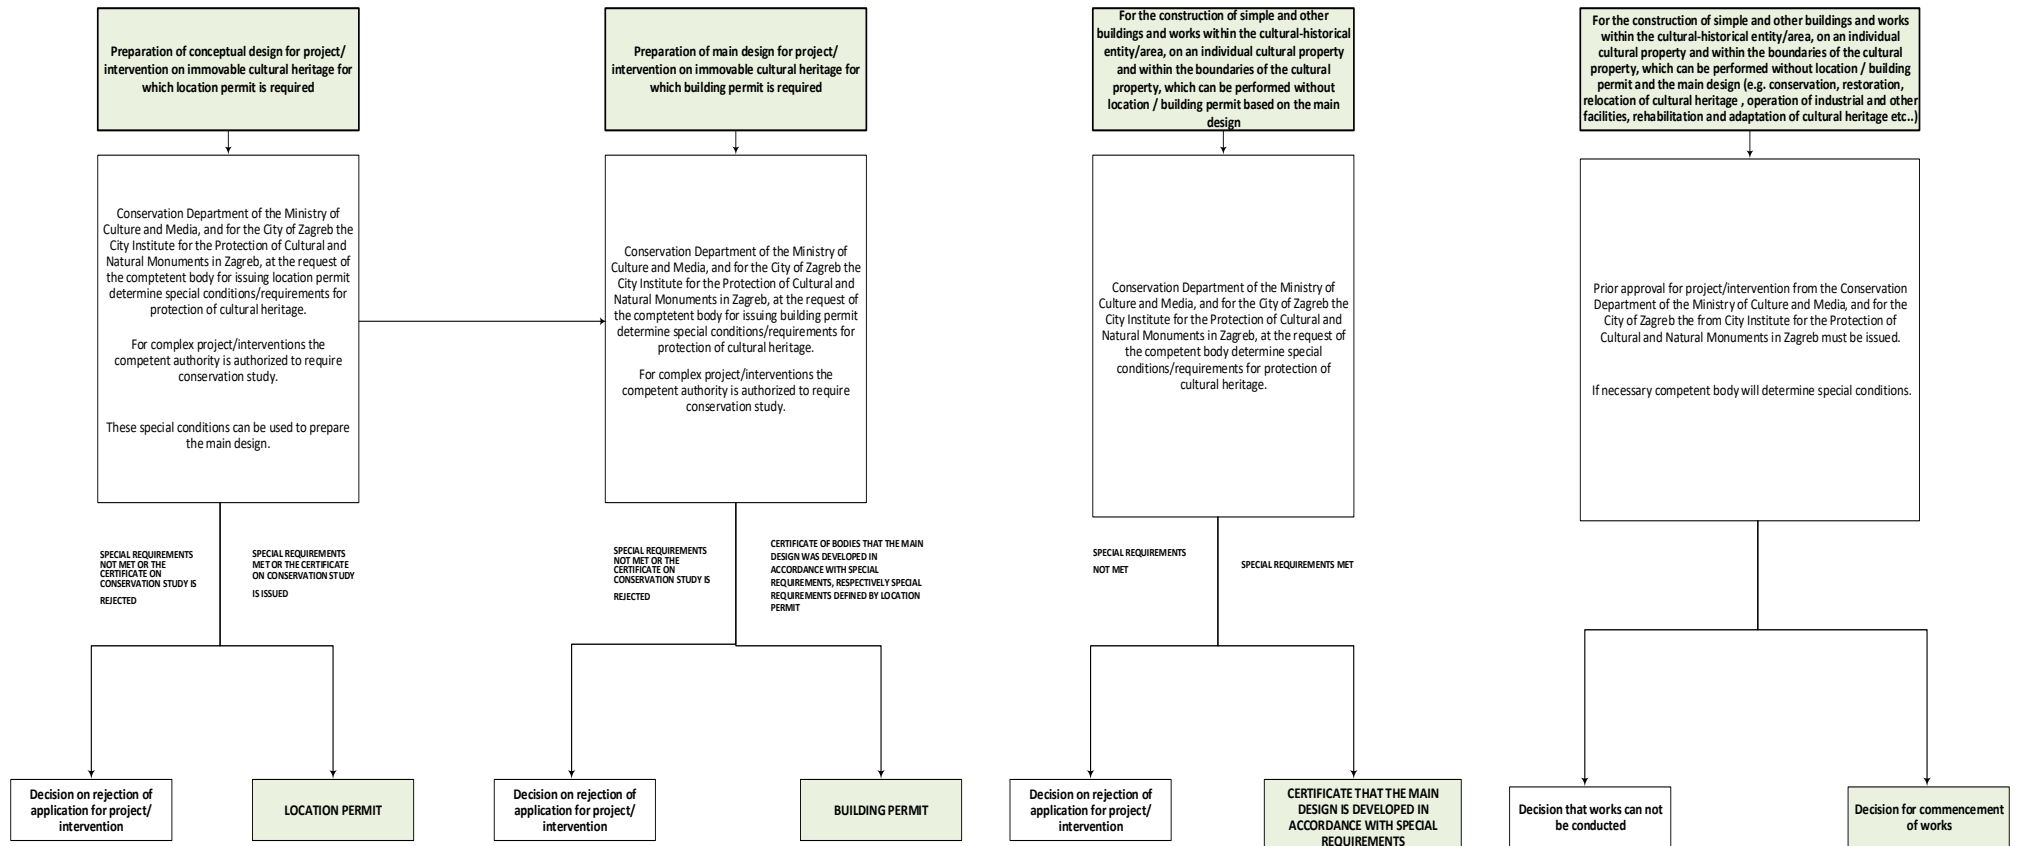 Preparation of conceptual design for project/
intervention on immovable cultural heritage for
which location permit is required
Conservation Department of the Ministry of
Culture and Media, and for the City of Zagreb the
City Institute for the Protection of Cultural and
Natural Monuments in Zagreb, at the request of
the comptetent body for issuing location permit
determine special conditions/requirements for
protection of cultural heritage.
For complex project/interventions the
competent authority is authorized to require
conservation study.
These special conditions can be used to prepare
the main design.
SPECIAL REQUIREMENTS
NOT MET OR THE
CERTIFICATE ON
CONSERVATION STUDY IS
REJECTED
SPECIAL REQUIREMENTS
MET OR THE CERTIFICATE
ON CONSERVATION STUDY
IS ISSUED
Decision on rejection of
application for project/
intervention
LOCATION PERMIT
Preparation of main design for project/
intervention on immovable cultural heritage for
which building permit is required
Conservation Department of the Ministry of
Culture and Media, and for the City of Zagreb the
City Institute for the Protection of Cultural and
Natural Monuments in Zagreb, at the request of
the comptetent body for issuing building permit
determine special conditions/requirements for
protection of cultural heritage.
For complex project/interventions the
competent authority is authorized to require
conservation study.
SPECIAL REQUIREMENTS
NOT MET OR THE
CERTIFICATE ON
CONSERVATION STUDY IS
REJECTED
CERTIFICATE OF BODIES THAT THE MAIN
DESIGN WAS DEVELOPED IN
ACCORDANCE WITH SPECIAL
REQUIREMENTS, RESPECTIVELY SPECIAL
REQUIREMENTS DEFINED BY LOCATION
PERMIT
Decision on rejection of
application for project/
intervention
BUILDING PERMIT
For the construction of simple and other
buildings and works within the cultural-historical
entity/area, on an individual cultural property
and within the boundaries of the cultural
property, which can be performed without
location / building permit based on the main
design
Conservation Department of the Ministry of
Culture and Media, and for the City of Zagreb the
City Institute for the Protection of Cultural and
Natural Monuments in Zagreb, at the request of
the competent body determine special
conditions/requirements for protection of
cultural heritage.
SPECIAL REQUIREMENTS
NOT MET
SPECIAL REQUIREMENTS MET
Decision on rejection of
application for project/
intervention
CERTIFICATE THAT THE MAIN
DESIGN IS DEVELOPED IN
ACCORDANCE WITH SPECIAL
REQUIREMENTS
For the construction of simple and other buildings and works
within the cultural-historical entity/area, on an individual
cultural property and within the boundaries of the cultural
property, which can be performed without location / building
permit and the main design (e.g. conservation, restoration,
relocation of cultural heritage , operation of industrial and other
facilities, rehabilitation and adaptation of cultural heritage etc..)
Prior approval for project/intervention from the Conservation
Department of the Ministry of Culture and Media, and for the
City of Zagreb the from City Institute for the Protection of
Cultural and Natural Monuments in Zagreb must be issued.
If necessary competent body will determine special conditions.
Decision that works can not
be conducted
Decision for commencement
of works